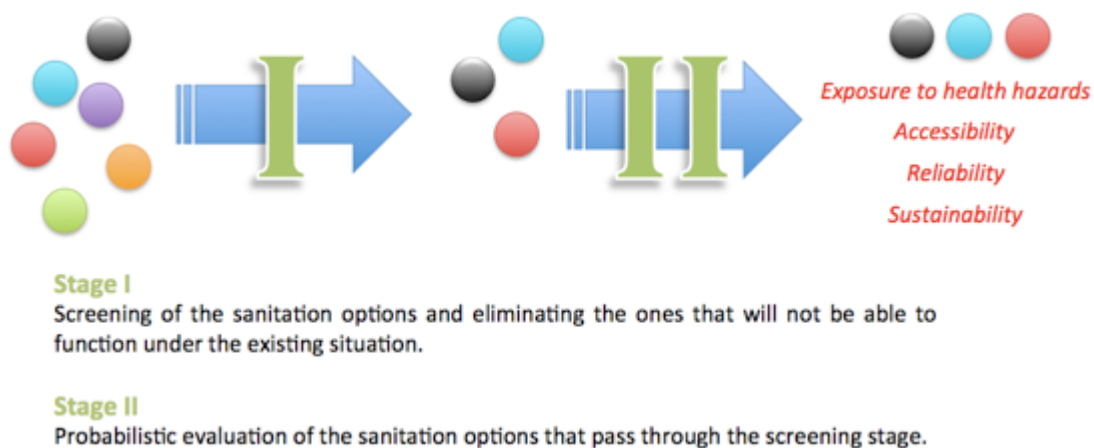 I
II
Exposure to health hazards
Accessibility
Reliability
Sustainability
Stage I
Screening of the sanitation options and eliminating the ones that will not be able to
function under the existing situation.
Stage II
Probabilistic evaluation of the sanitation options that pass through the screening stage.